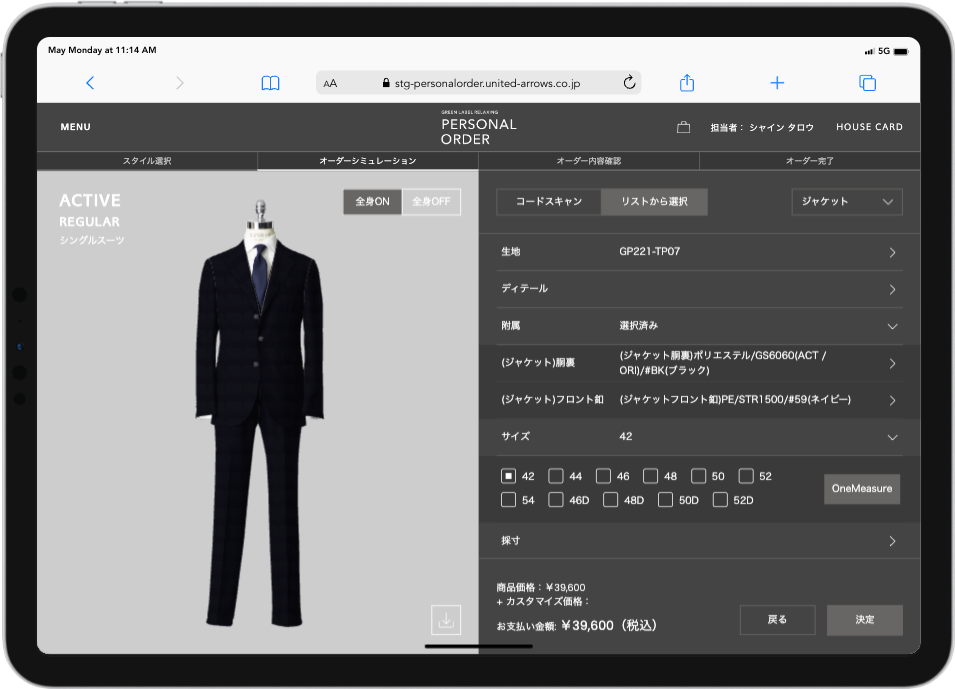 May Monday at 11:14 AM
5G
AA
stg-personalorder.united-arrows.co.jp
MENU
GREEN LABEL RELAXING
PERSONAL
ORDER
担当者： シャイン タロウ
HOUSE CARD
スタイル選択
オーダーシミュレーション
オーダー内容確認
オーダー完了
ACTIVE
REGULAR
シングルスーツ
全身ON
全身OFF
コードスキャン
リストから選択
ジャケット
生地 GP221-TP07
ディテール
附属 選択済み
(ジャケット)胴裏 (ジャケット胴裏)ポリエステル/GS6060(ACT /
ORI)/#BK(ブラック)
(ジャケット)フロント釦 (ジャケットフロント釦)PE/STR1500/#59(ネイビー)
サイズ 42
42 44 46 48 50 52
54 46D 48D 50D 52D
OneMeasure
採寸
商品価格：￥39,600
+ カスタマイズ価格：
お支払い金額: ￥39,600（税込）
戻る
決定